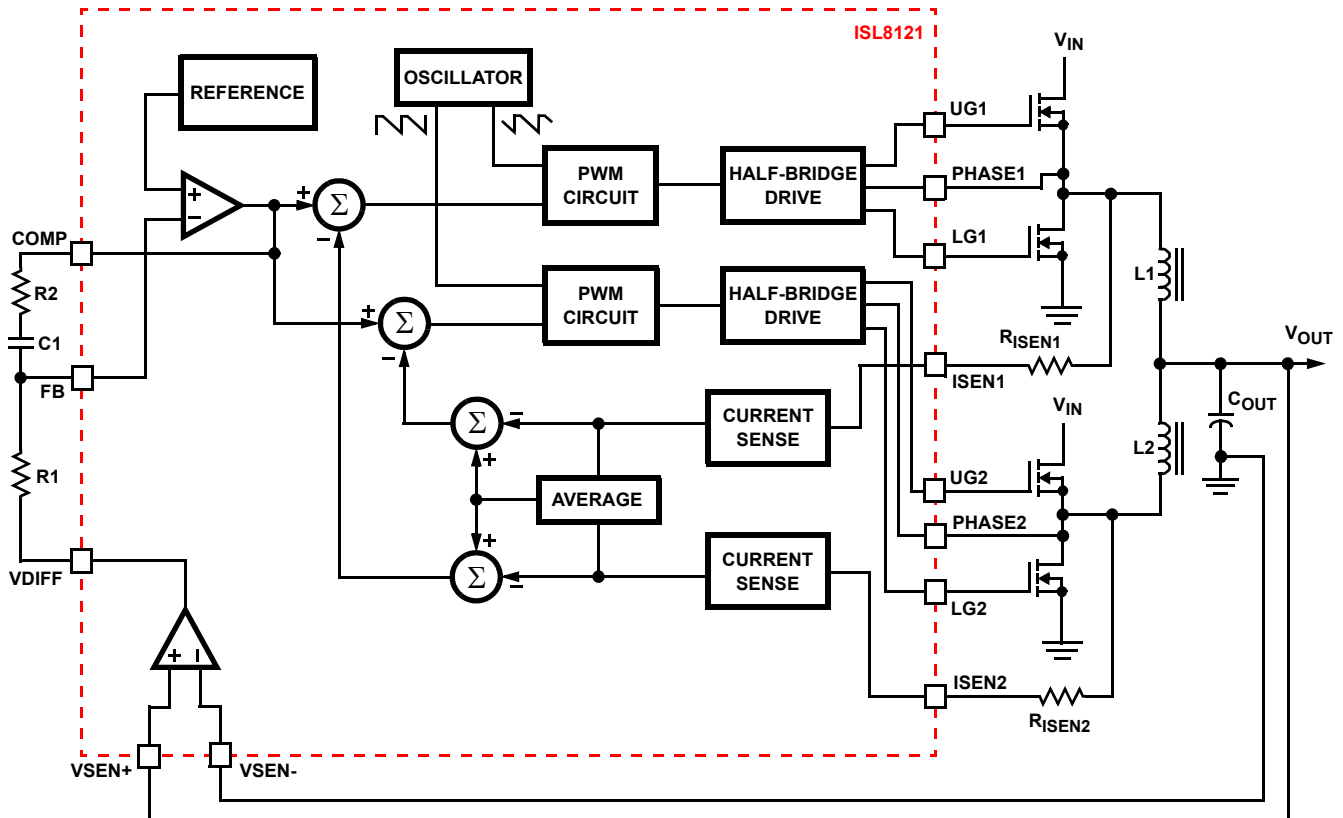 ISL8121
VIN
REFERENCE
OSCILLATOR
UG1
PWM
CIRCUIT
HALF-BRIDGE
DRIVE
PHASE1
+
−
+
Σ
−
COMP
LG1
R2
L1
C1
PWM
CIRCUIT
HALF-BRIDGE
DRIVE
+
Σ
−
RISEN1
VOUT
FB
ISEN1
COUT
VIN
Σ
−
+
CURRENT
SENSE
L2
R1
UG2
AVERAGE
PHASE2
+
Σ
−
CURRENT
SENSE
VDIFF
LG2
+ −
ISEN2
RISEN2
VSEN+
VSEN-